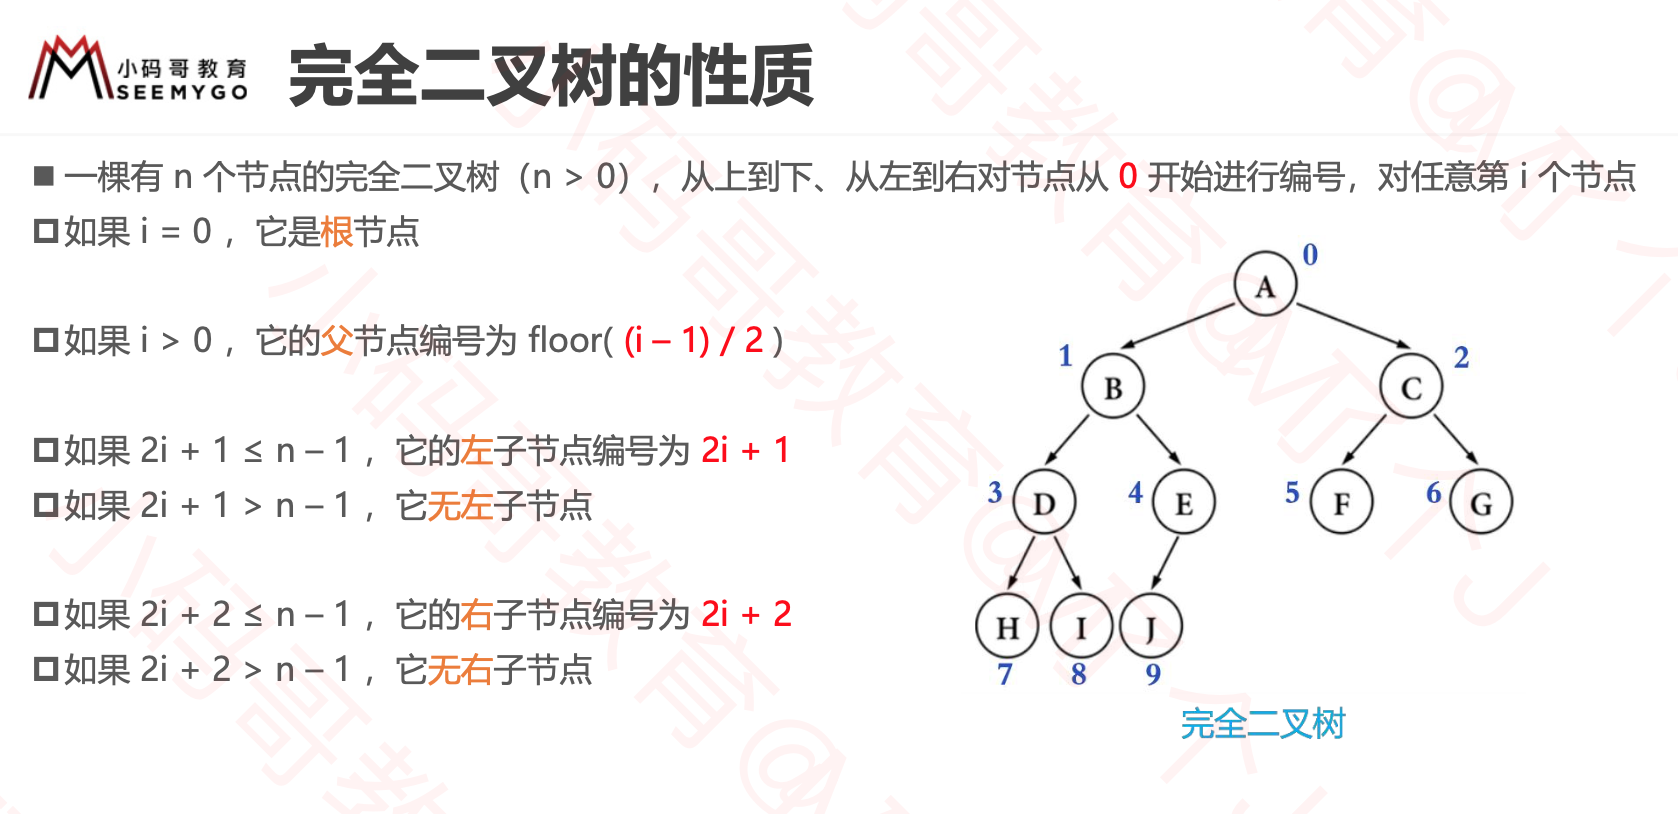 小码哥教育
SEEMYGO
完全二叉树的性质
■ 一棵有 n 个节点的完全二叉树（n > 0），从上到下、从左到右对节点从 0 开始进行编号，对任意第 i 个节点
如果 i = 0 ，它是根节点
如果 i > 0 ，它的父节点编号为 floor( (i – 1) / 2 )
如果 2i + 1 ≤ n – 1 ，它的左子节点编号为 2i + 1
如果 2i + 1 > n – 1 ，它无左子节点
如果 2i + 2 ≤ n – 1 ，它的右子节点编号为 2i + 2
如果 2i + 2 > n – 1 ，它无右子节点
0
A
1
B
2
C
3
D
4
E
5
F
6
G
H
I
J
7
8
9
完全二叉树